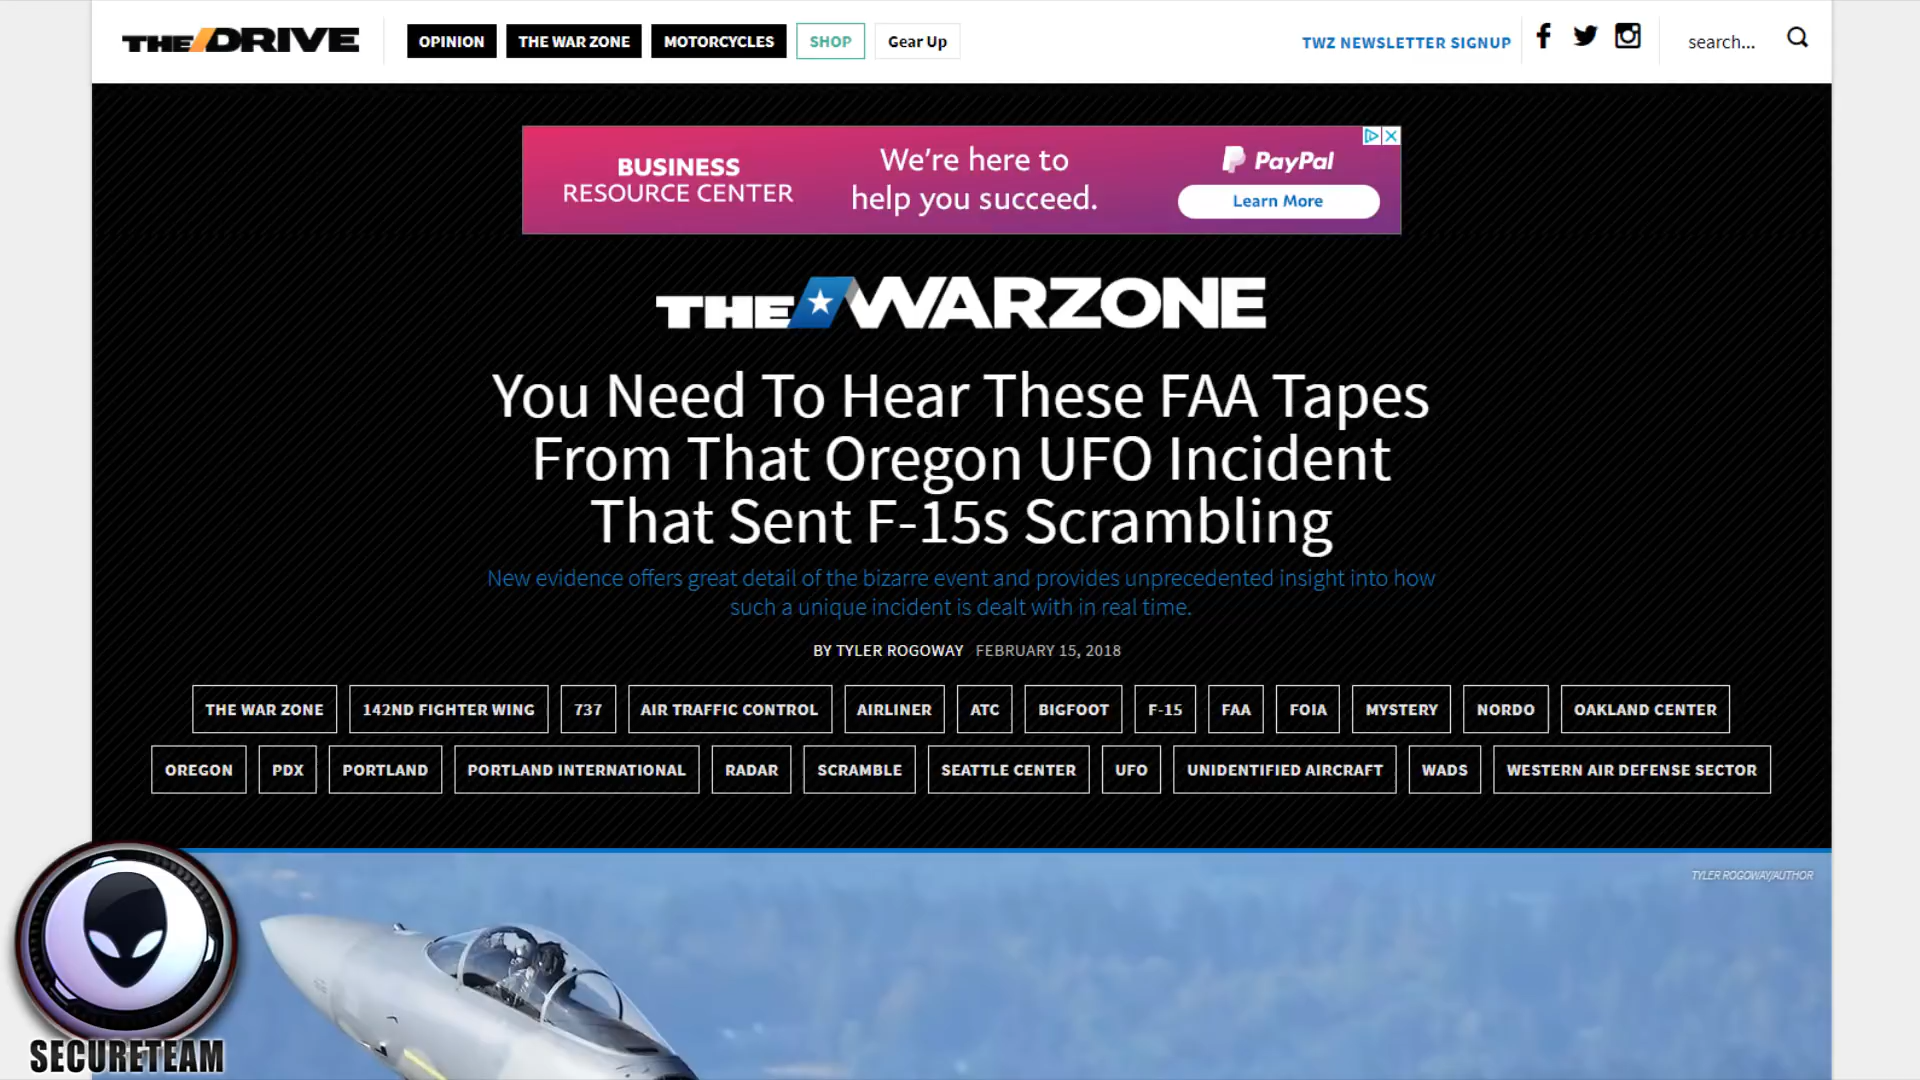 THE DRIVE
OPINION
THE WAR ZONE
MOTORCYCLES
SHOP
Gear Up
TWZ NEWSLETTER SIGNUP
search...
BUSINESS
RESOURCE CENTER
We're here to
help you succeed.
PayPal
Learn More
THE WARZONE
You Need To Hear These FAA Tapes
From That Oregon UFO Incident
That Sent F-15s Scrambling
New evidence offers great detail of the bizarre event and provides unprecedented insight into how
such a unique incident is dealt with in real time.
BY TYLER ROGOWAY FEBRUARY 15, 2018
THE WAR ZONE
142ND FIGHTER WING
737
AIR TRAFFIC CONTROL
AIRLINER
ATC
BIGFOOT
F-15
FAA
FOIA
MYSTERY
NORDO
OAKLAND CENTER
OREGON
PDX
PORTLAND
PORTLAND INTERNATIONAL
RADAR
SCRAMBLE
SEATTLE CENTER
UFO
UNIDENTIFIED AIRCRAFT
WADS
WESTERN AIR DEFENSE SECTOR
TYLER ROGOWAY/AUTHOR
SECURETEAM